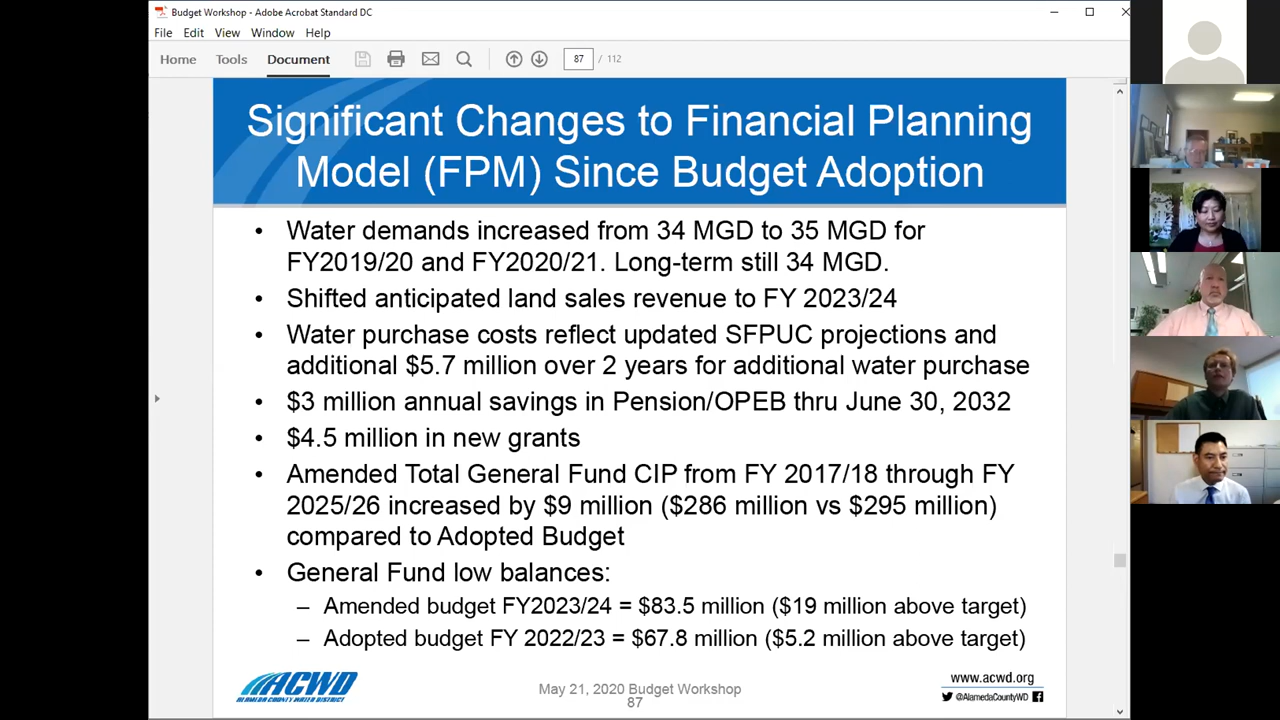 Budget Workshop - Adobe Acrobat Standard DC
File Edit View Window Help
Home Tools Document 87 / 112
Significant Changes to Financial Planning
Model (FPM) Since Budget Adoption
• Water demands increased from 34 MGD to 35 MGD for
FY2019/20 and FY2020/21. Long-term still 34 MGD.
• Shifted anticipated land sales revenue to FY 2023/24
• Water purchase costs reflect updated SFPUC projections and
additional $5.7 million over 2 years for additional water purchase
• $3 million annual savings in Pension/OPEB thru June 30, 2032
• $4.5 million in new grants
• Amended Total General Fund CIP from FY 2017/18 through FY
2025/26 increased by $9 million ($286 million vs $295 million)
compared to Adopted Budget
• General Fund low balances:
– Amended budget FY2023/24 = $83.5 million ($19 million above target)
– Adopted budget FY 2022/23 = $67.8 million ($5.2 million above target)
ACWD
ALAMEDA COUNTY WATER DISTRICT
May 21, 2020 Budget Workshop
87
www.acwd.org
@AlamedaCountyWD